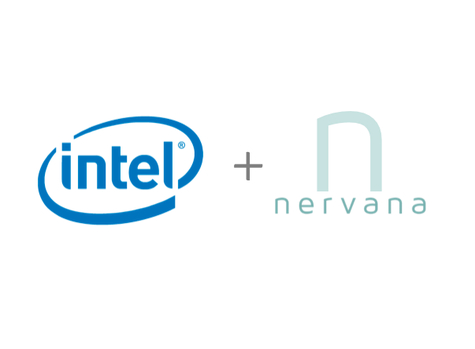 intel®
+
n
nervana